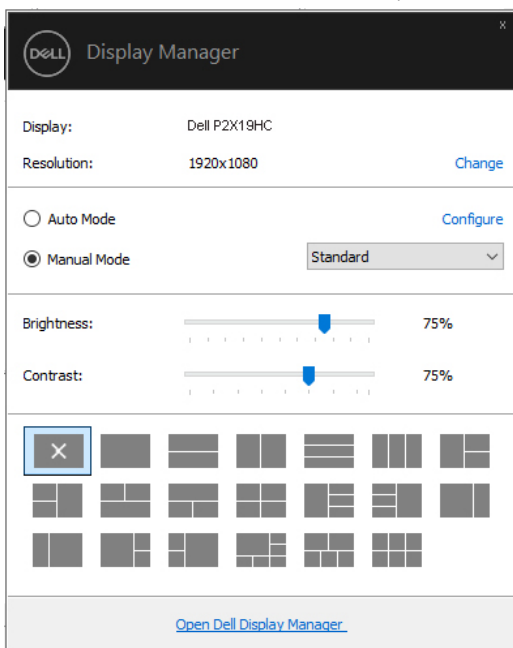 DELL Display Manager x
Display: Dell P2X19HC
Resolution: 1920x1080 Change
Auto Mode Configure
Manual Mode Standard
Brightness: 75%
Contrast: 75%
Open Dell Display Manager